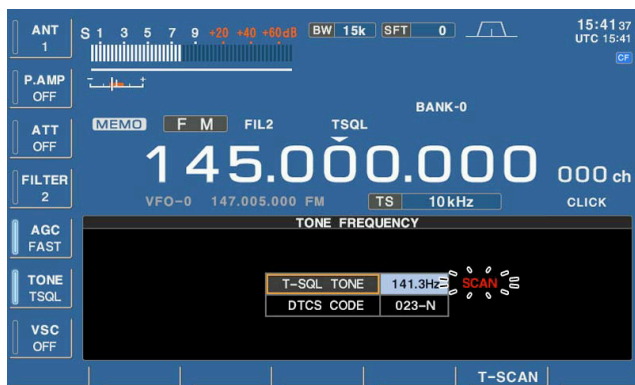 ANT
1
S 1 3 5 7 9 +20 +40 +60dB
BW 15k
SFT 0
15:41 37
UTC 15:41
CF
P.AMP
OFF
- +
BANK-0
ATT
OFF
MEMO FM FIL2 TSQL
145.000.000
000 ch
FILTER
2
VFO-0 147.005.000 FM
TS 10kHz
CLICK
AGC
FAST
TONE FREQUENCY
TONE
TSQL
T-SQL TONE 141.3Hz SCAN
DTCS CODE 023-N
VSC
OFF
T-SCAN